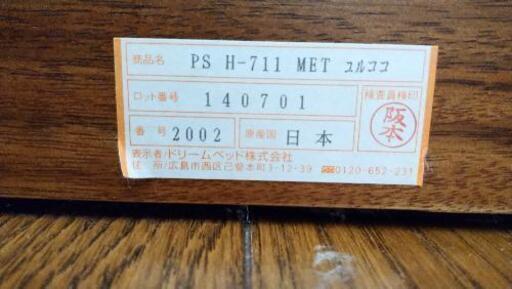 商品名 PS H-711 MET ユルココ
ロット番号 140701
検査員検印
阪本
番号 2002 原産国 日本
表示者/ドリームベッド株式会社
住所/広島市西区己斐本町3-12-39 0120-652-231